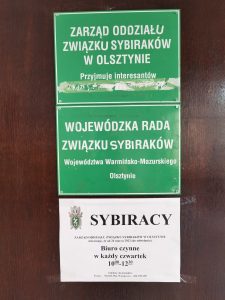 ZARZĄD ODDZIAŁU
ZWIĄZKU SYBIRAKÓW
W OLSZTYNIE
Przyjmuje interesantów
WOJEWÓDZKA RADA
ZWIĄZKU SYBIRAKÓW
Województwa Warmińsko-Mazurskiego
Olsztynie
SYBIRACY
Biuro czynne
w każdy czwartek
10⁰⁰-12⁰⁰